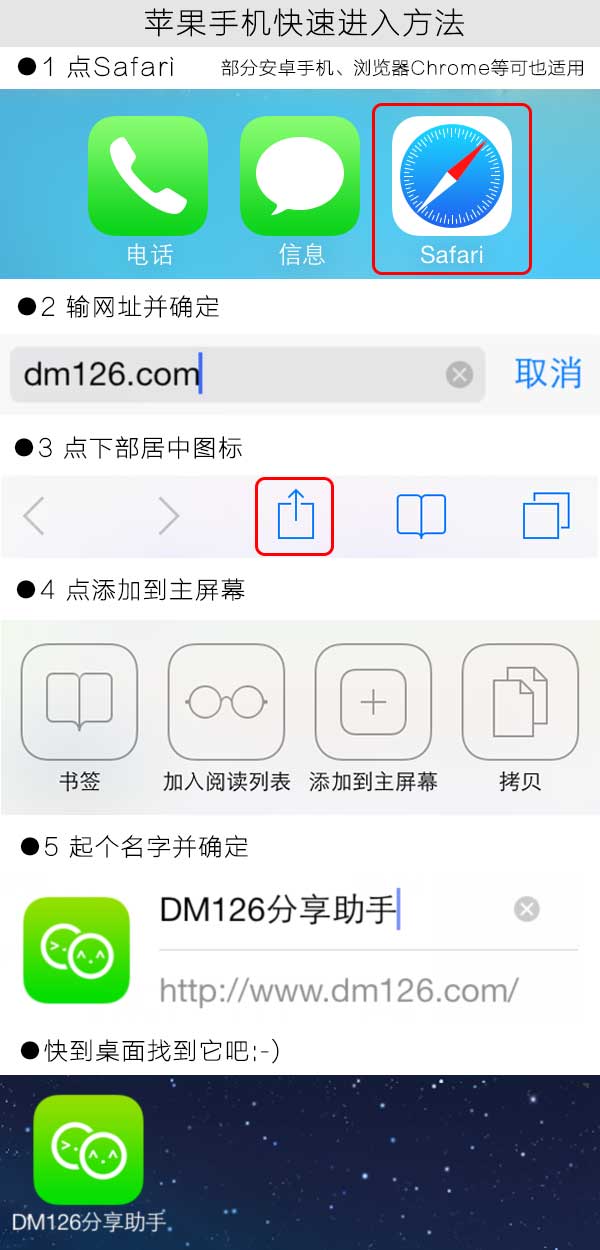 苹果手机快速进入方法
●1 点Safari 部分安卓手机、浏览器Chrome等可也适用
电话 信息 Safari
●2 输网址并确定
dm126.com 取消
●3 点下部居中图标
●4 点添加到主屏幕
书签 加入阅读列表 添加到主屏幕 拷贝
●5 起个名字并确定
DM126分享助手
http://www.dm126.com/
●快到桌面找到它吧;-)
DM126分享助手